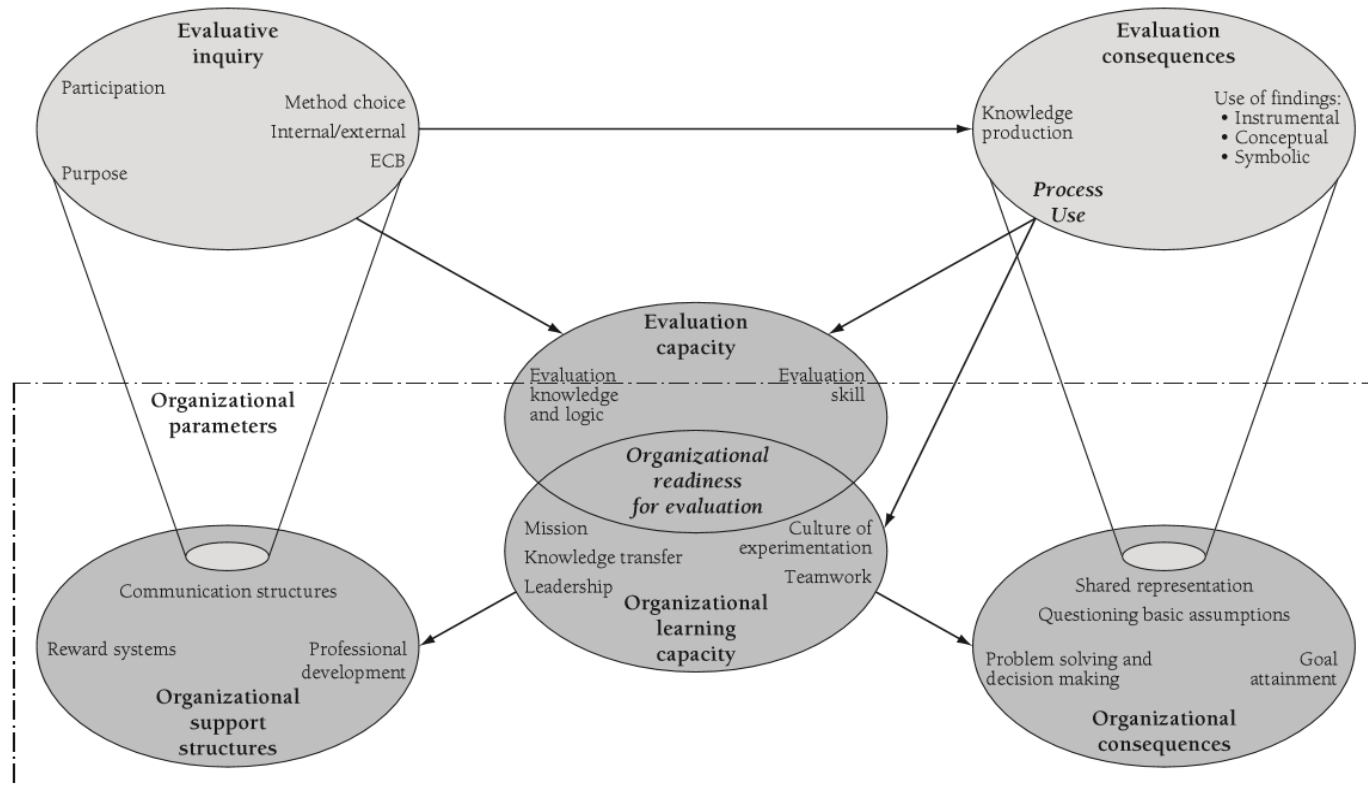 Evaluative
inquiry
Participation
Method choice
Internal/external
ECB
Purpose
Evaluation
consequences
Knowledge
production
Use of findings:
• Instrumental
• Conceptual
• Symbolic
Process
Use
Evaluation
capacity
Evaluation
knowledge
and logic
Evaluation
skill
Organizational
parameters
Organizational
readiness
for evaluation
Mission
Knowledge transfer
Leadership
Culture of
experimentation
Teamwork
Organizational
learning
capacity
Communication structures
Reward systems
Professional
development
Organizational
support
structures
Shared representation
Questioning basic assumptions
Problem solving and
decision making
Goal
attainment
Organizational
consequences